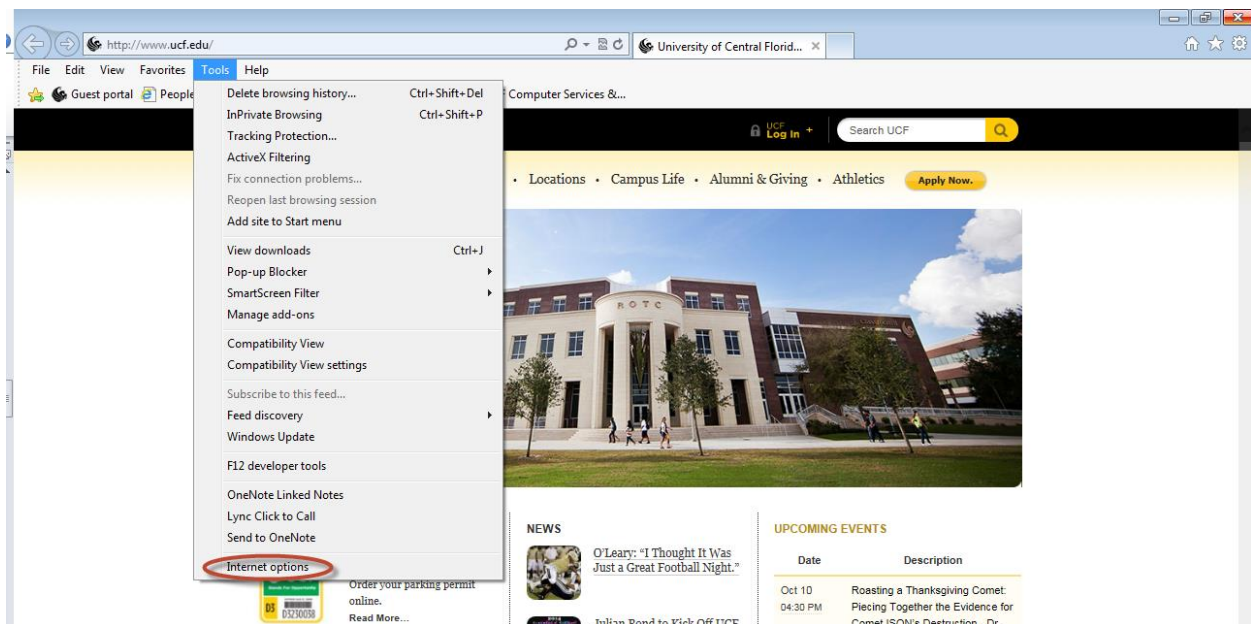 http://www.ucf.edu/
University of Central Florid...
File Edit View Favorites Tools Help
Guest portal People Computer Services &...
Delete browsing history... Ctrl+Shift+Del
InPrivate Browsing Ctrl+Shift+P
Tracking Protection...
ActiveX Filtering
Fix connection problems...
Reopen last browsing session
Add site to Start menu
View downloads Ctrl+J
Pop-up Blocker
SmartScreen Filter
Manage add-ons
Compatibility View
Compatibility View settings
Subscribe to this feed...
Feed discovery
Windows Update
F12 developer tools
OneNote Linked Notes
Lync Click to Call
Send to OneNote
Internet options
UCF
Log In +
Search UCF
• Locations • Campus Life • Alumni & Giving • Athletics
Apply Now.
ROTC
Order your parking permit
online.
Read More...
D3
D3230038
NEWS
O'Leary: “I Thought It Was
Just a Great Football Night.”
Julian Bond to Kick Off UCF
UPCOMING EVENTS
Date Description
Oct 10
04:30 PM
Roasting a Thanksgiving Comet:
Piecing Together the Evidence for
Comet ISON's Destruction - Dr.